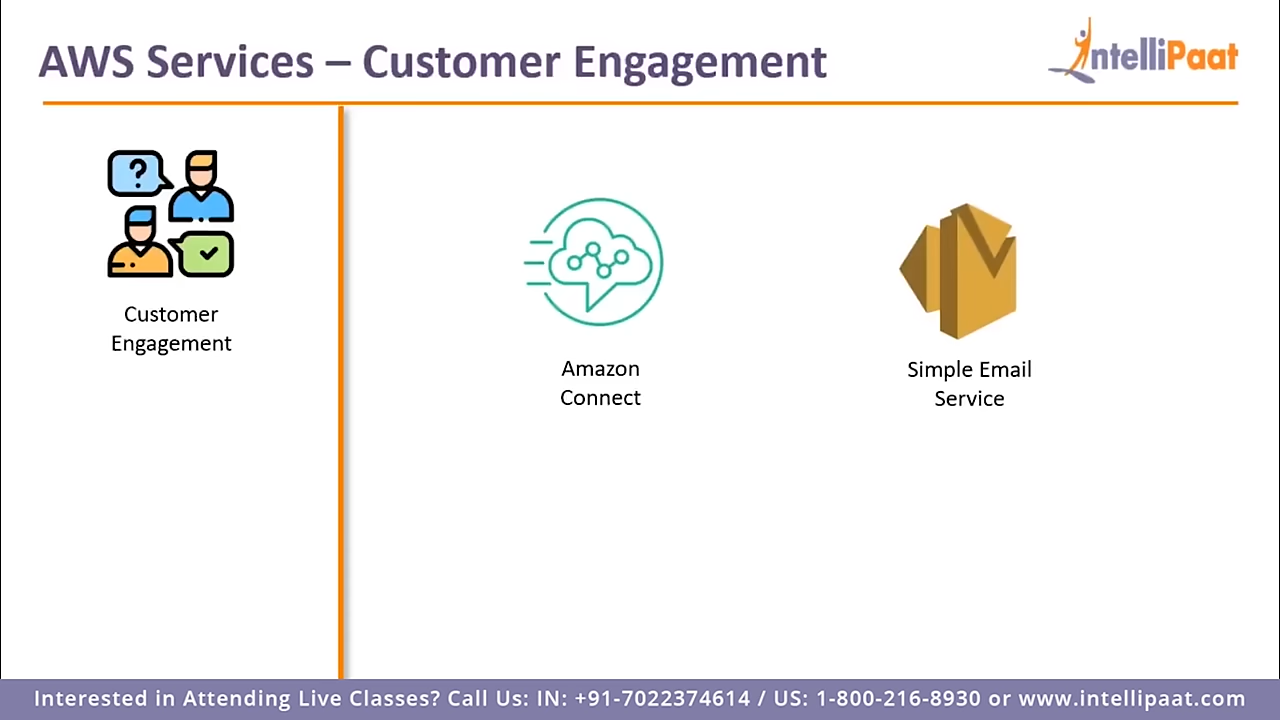 AWS Services – Customer Engagement
IntelliPaat
?
Customer
Engagement
Amazon
Connect
Simple Email
Service
Interested in Attending Live Classes? Call Us: IN: +91-7022374614 / US: 1-800-216-8930 or www.intellipaat.com